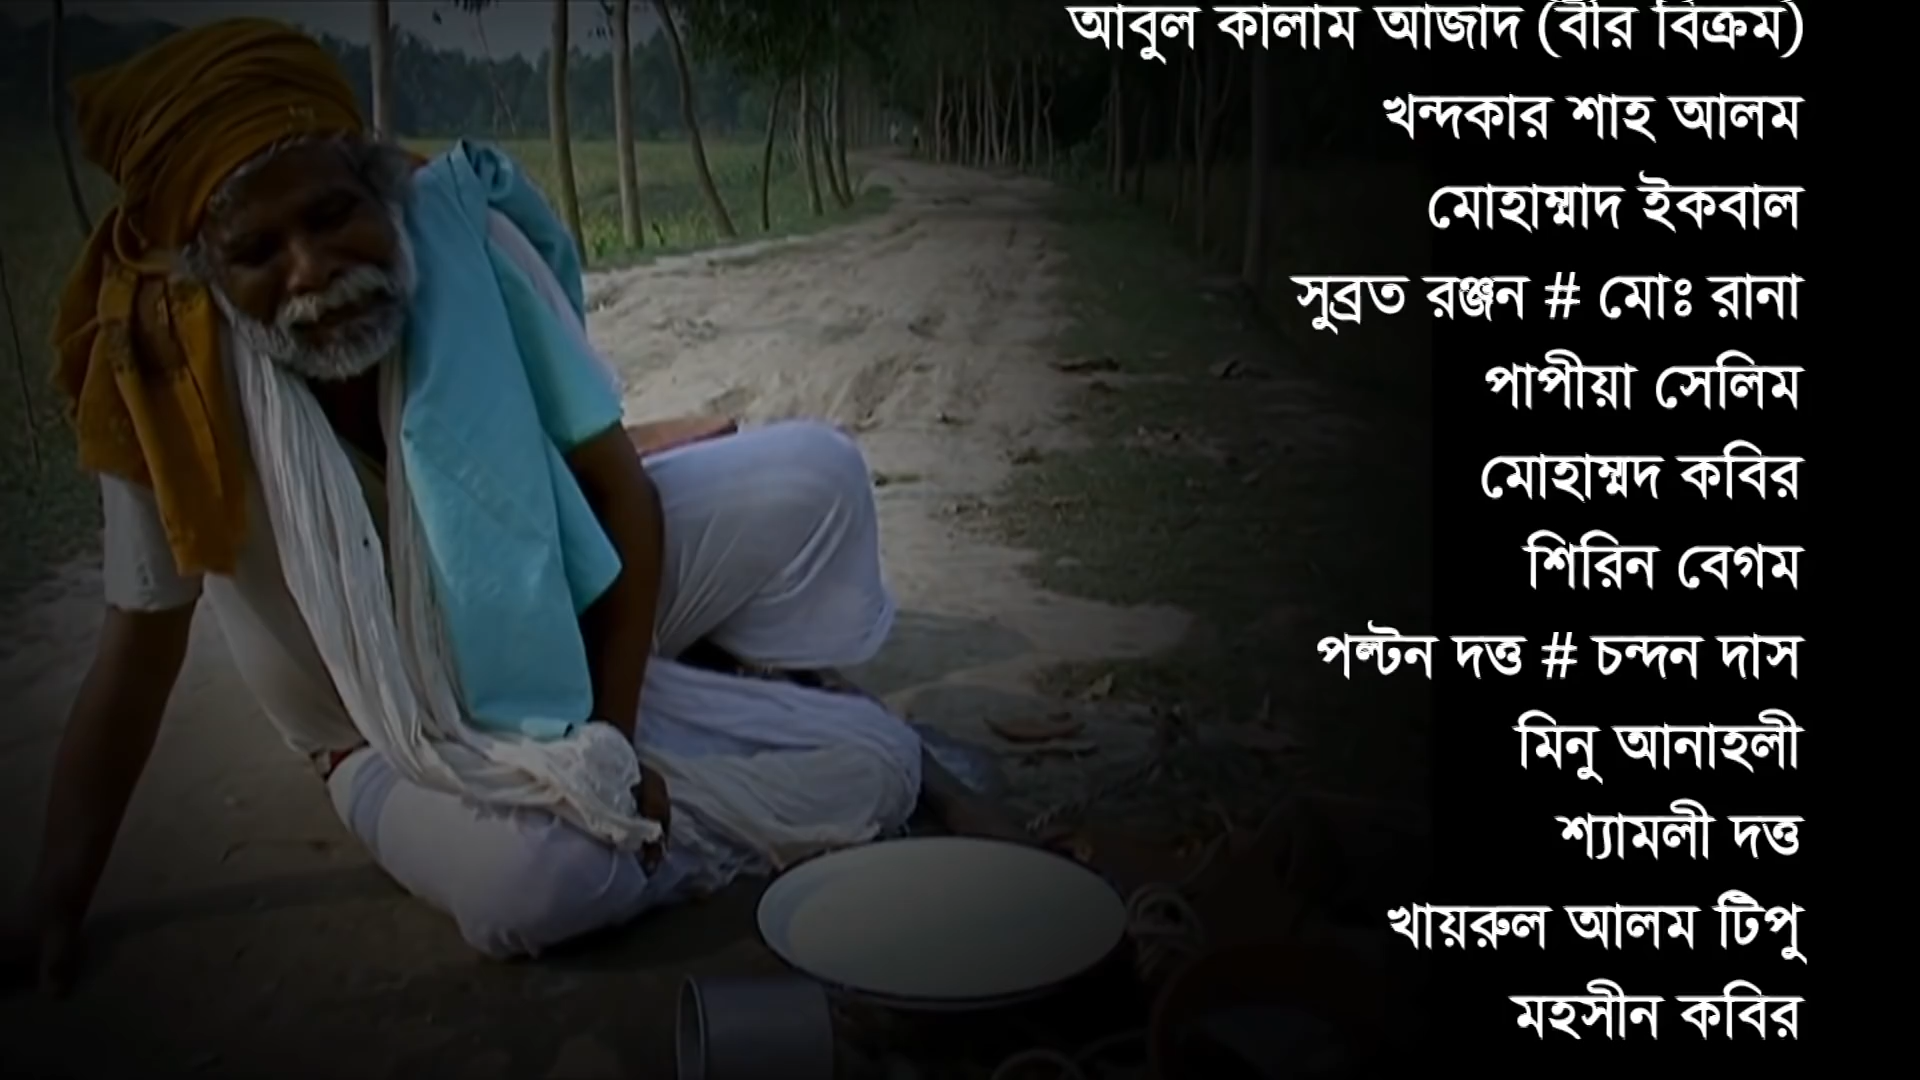 আবুল কালাম আজাদ (বীর বিক্রম)
খন্দকার শাহ আলম
মোহাম্মাদ ইকবাল
সুব্রত রঞ্জন # মোঃ রানা
পাপীয়া সেলিম
মোহাম্মদ কবির
শিরিন বেগম
পল্টন দত্ত # চন্দন দাস
মিনু আনাহলী
শ্যামলী দত্ত
খায়রুল আলম টিপু
মহসীন কবির